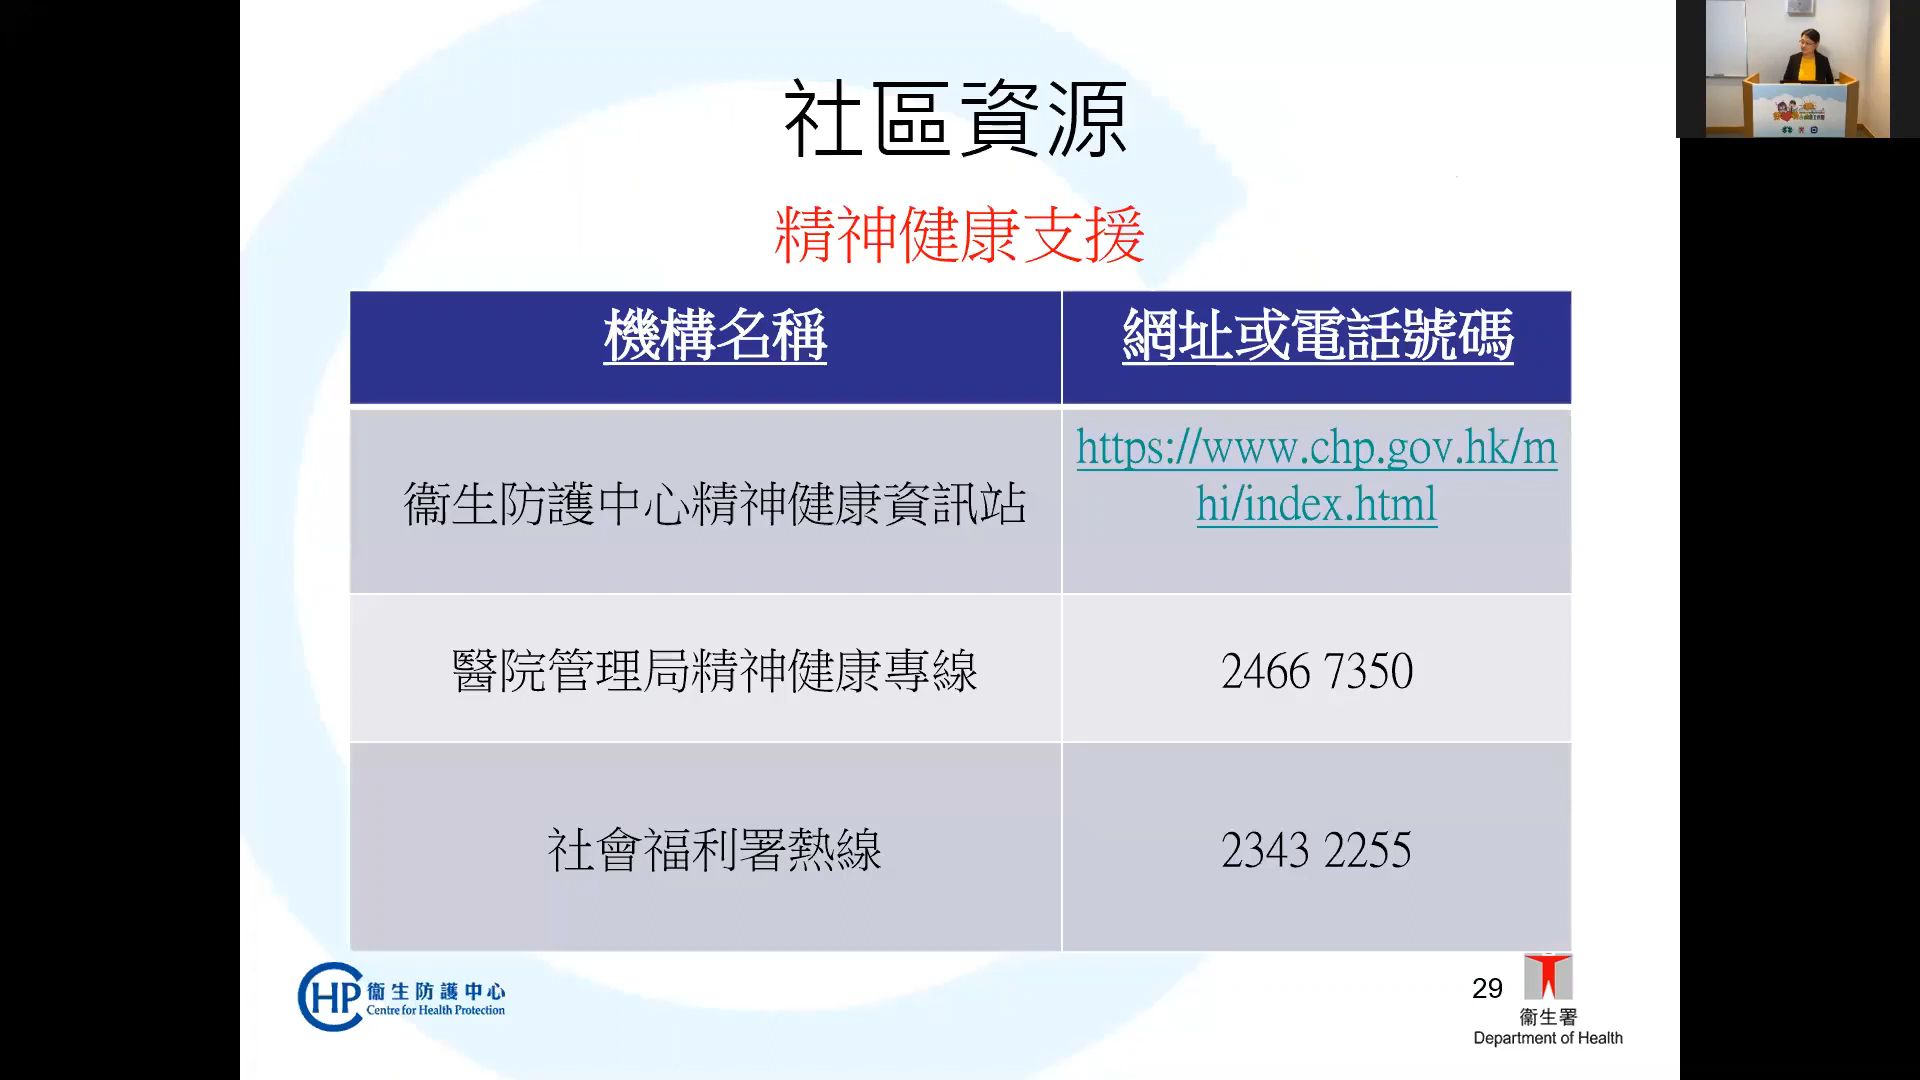 社區資源
精神健康支援
機構名稱
網址或電話號碼
衞生防護中心精神健康資訊站
https://www.chp.gov.hk/m
hi/index.html
醫院管理局精神健康專線
2466 7350
社會福利署熱線
2343 2255
CHP
衞生防護中心
Centre for Health Protection
29
衞生署
Department of Health